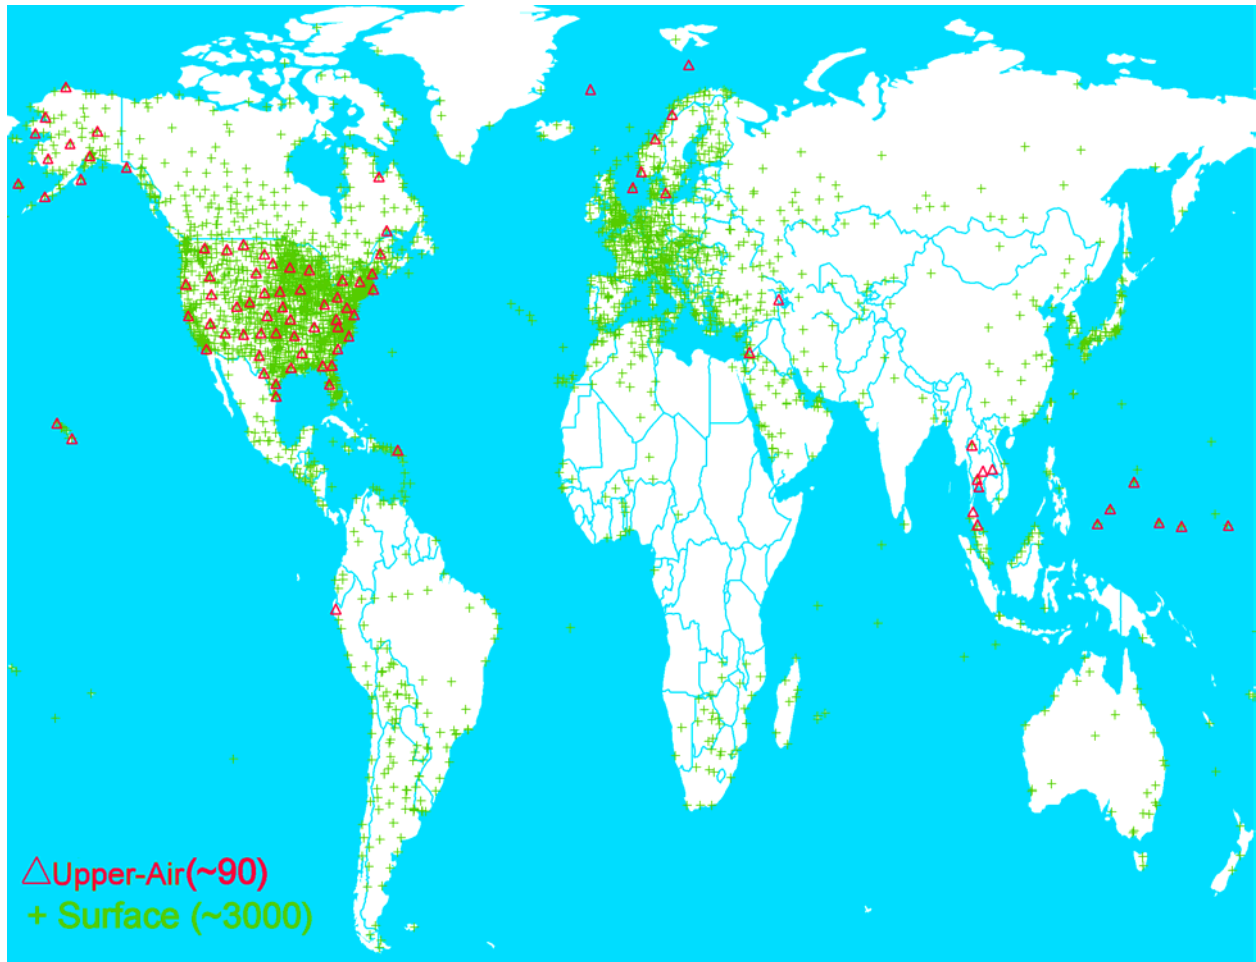 △Upper-Air(~90)
+ Surface (~3000)